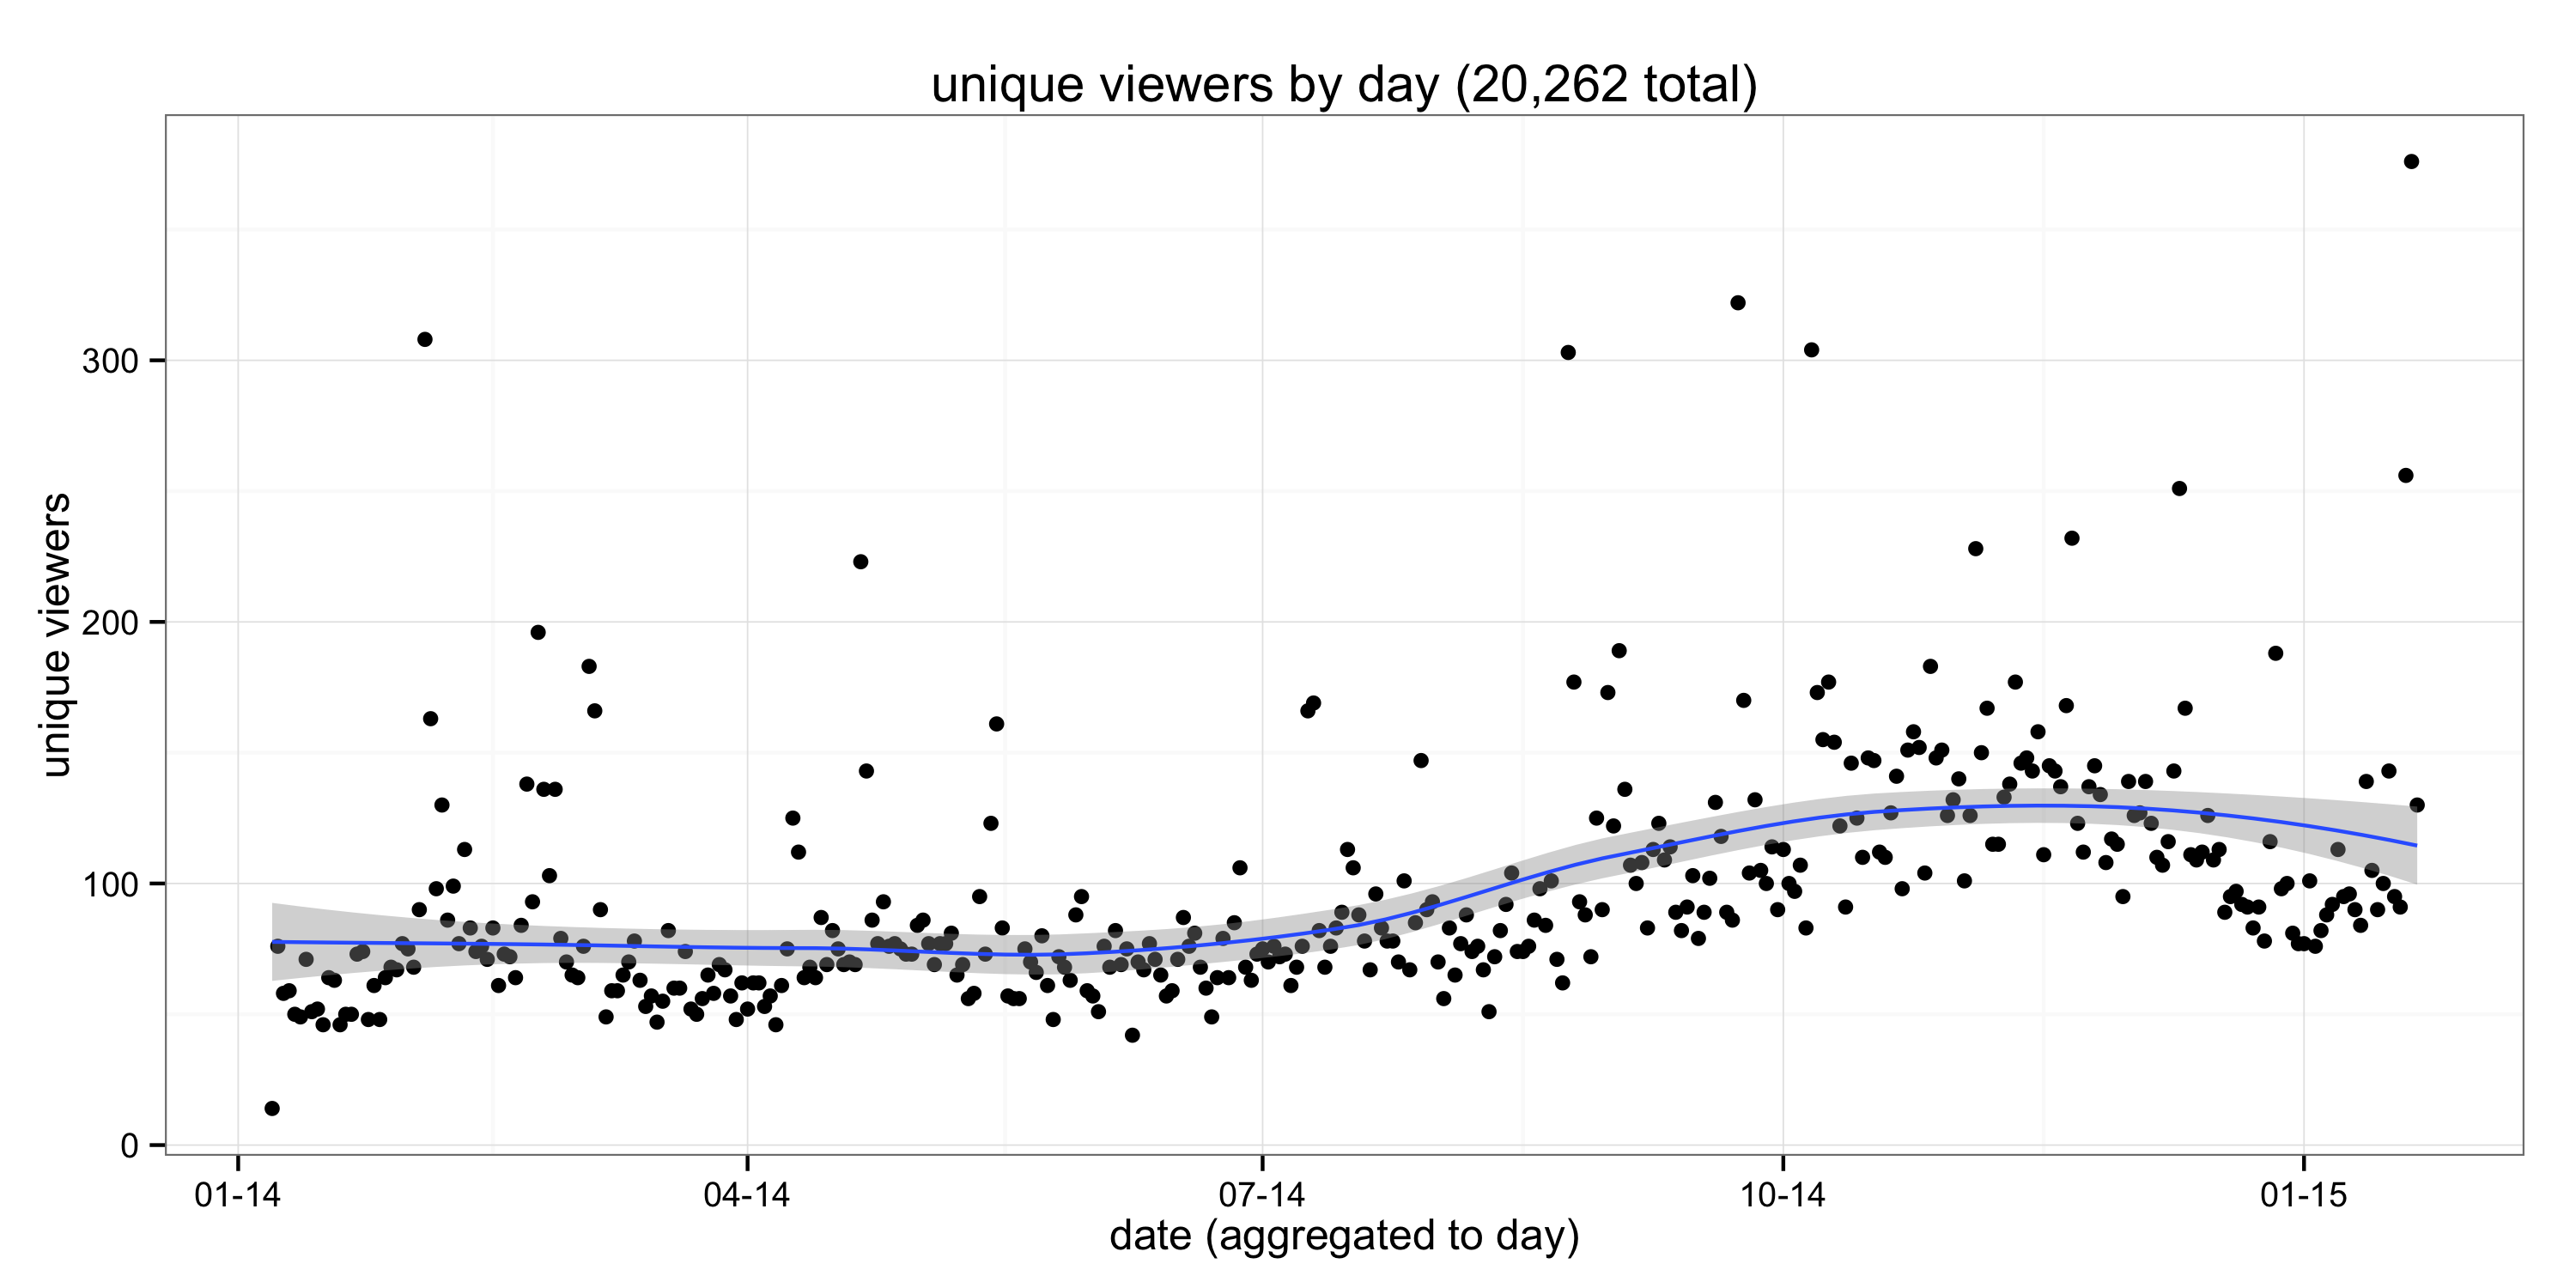 unique viewers by day (20,262 total)
unique viewers
300
200
100
0
01-14 04-14 07-14 10-14 01-15
date (aggregated to day)